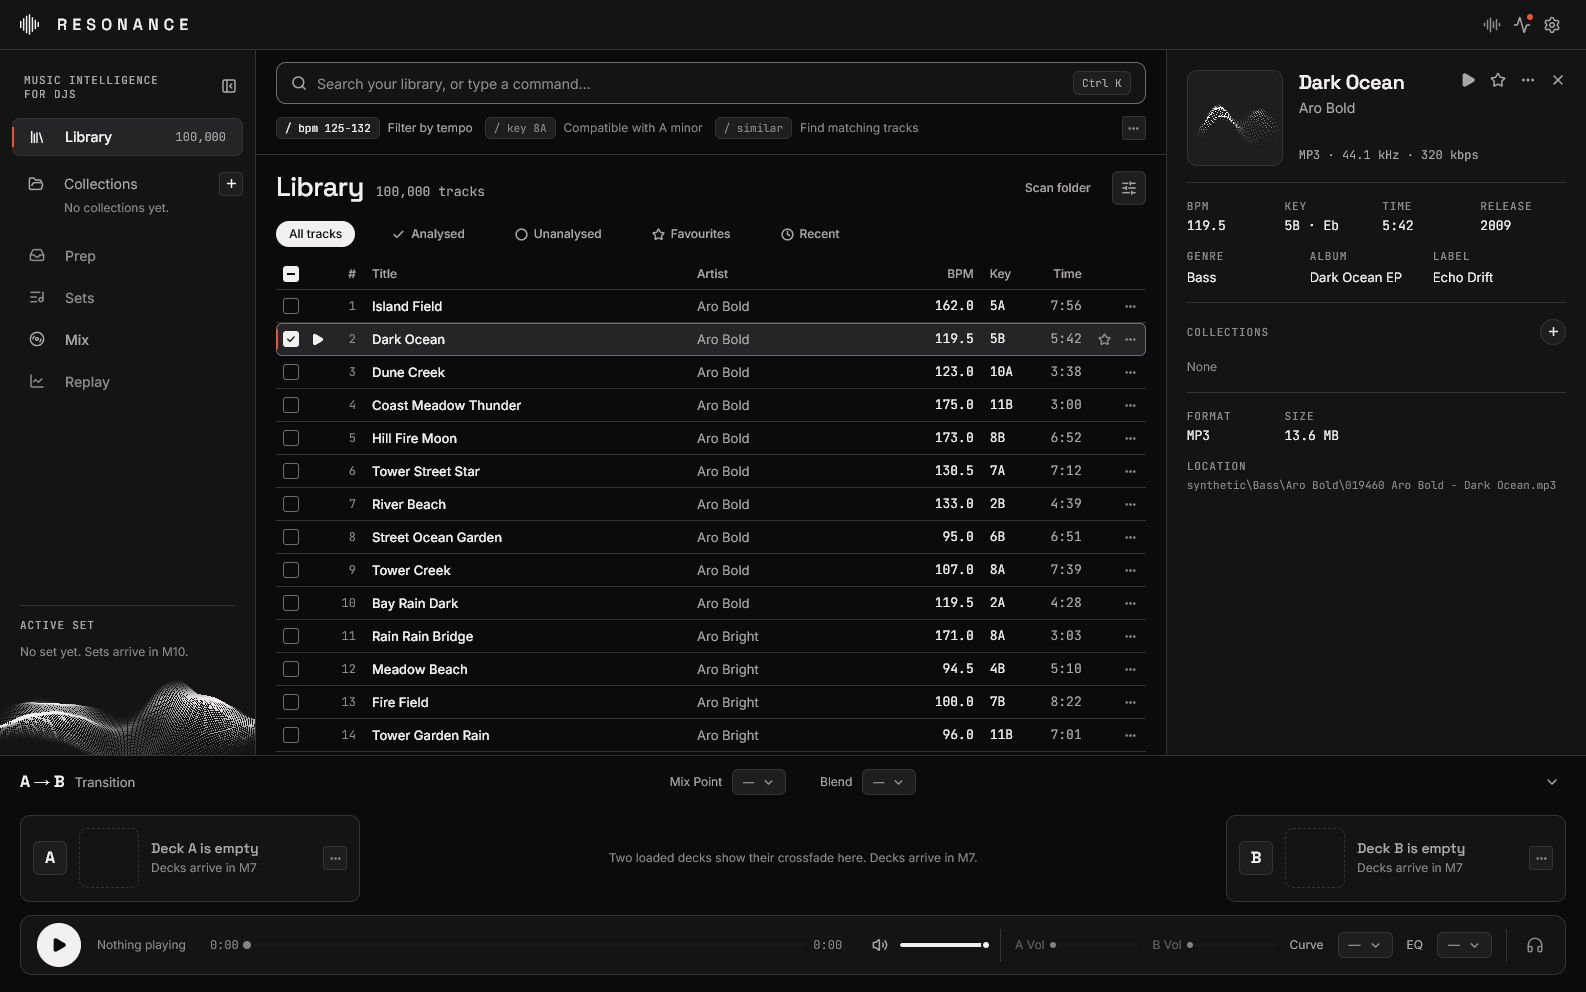 RESONANCE
MUSIC INTELLIGENCE
FOR DJS
Library 100,000
Collections
No collections yet.
Prep
Sets
Mix
Replay
ACTIVE SET
No set yet. Sets arrive in M10.
Search your library, or type a command... Ctrl K
/ bpm 125-132 Filter by tempo / key 8A Compatible with A minor / similar Find matching tracks
Library 100,000 tracks Scan folder
All tracks Analysed Unanalysed Favourites Recent
# Title Artist BPM Key Time
1 Island Field Aro Bold 162.0 5A 7:56
2 Dark Ocean Aro Bold 119.5 5B 5:42
3 Dune Creek Aro Bold 123.0 10A 3:38
4 Coast Meadow Thunder Aro Bold 175.0 11B 3:00
5 Hill Fire Moon Aro Bold 173.0 8B 6:52
6 Tower Street Star Aro Bold 130.5 7A 7:12
7 River Beach Aro Bold 133.0 2B 4:39
8 Street Ocean Garden Aro Bold 95.0 6B 6:51
9 Tower Creek Aro Bold 107.0 8A 7:39
10 Bay Rain Dark Aro Bold 119.5 2A 4:28
11 Rain Rain Bridge Aro Bright 171.0 8A 3:03
12 Meadow Beach Aro Bright 94.5 4B 5:10
13 Fire Field Aro Bright 100.0 7B 8:22
14 Tower Garden Rain Aro Bright 96.0 11B 7:01
Dark Ocean
Aro Bold
MP3 · 44.1 kHz · 320 kbps
BPM KEY TIME RELEASE
119.5 5B · Eb 5:42 2009
GENRE ALBUM LABEL
Bass Dark Ocean EP Echo Drift
COLLECTIONS
None
FORMAT SIZE
MP3 13.6 MB
LOCATION
synthetic\Bass\Aro Bold\019460 Aro Bold - Dark Ocean.mp3
A→B Transition Mix Point — Blend —
A Deck A is empty
Decks arrive in M7
Two loaded decks show their crossfade here. Decks arrive in M7.
B Deck B is empty
Decks arrive in M7
Nothing playing 0:00 0:00 A Vol B Vol Curve — EQ —